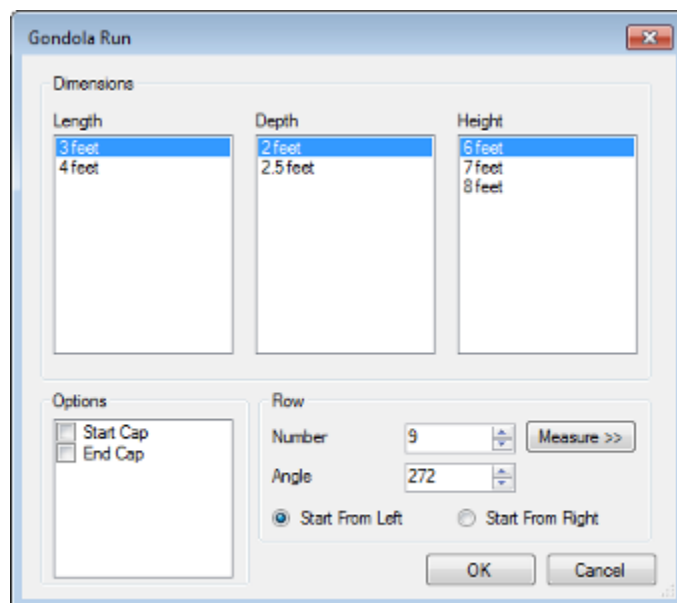 Gondola Run
Dimensions
Length Depth Height
3 feet 2 feet 6 feet
4 feet 2.5 feet 7 feet
8 feet
Options
Start Cap
End Cap
Row
Number 9 Measure >>
Angle 272
Start From Left Start From Right
OK Cancel